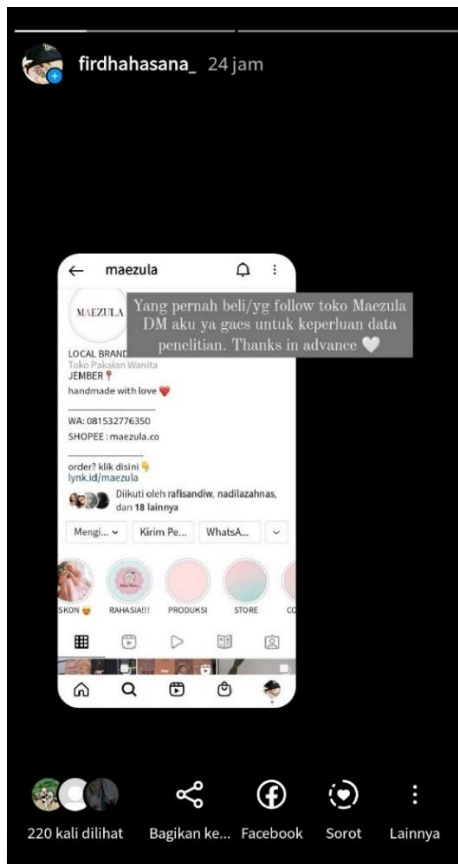 firdhahasana_ 24 jam
maezula
MAEZULA
Yang pernah beli/yg follow toko Maezula
DM aku ya gaes untuk keperluan data
penelitian. Thanks in advance 🤍
LOCAL BRAND
Toko Pakaian Wanita
JEMBER📍
handmade with love ❤️
WA: 081532776350
SHOPEE : maezula.co
order? klik disini 👇
lynk.id/maezula
Diikuti oleh rafisandiw, nadilazahnas,
dan 18 lainnya
Mengi... Kirim Pe... WhatsA...
SKON 😍 RAHASIA!!! PRODUKSI STORE CO
220 kali dilihat Bagikan ke... Facebook Sorot Lainnya